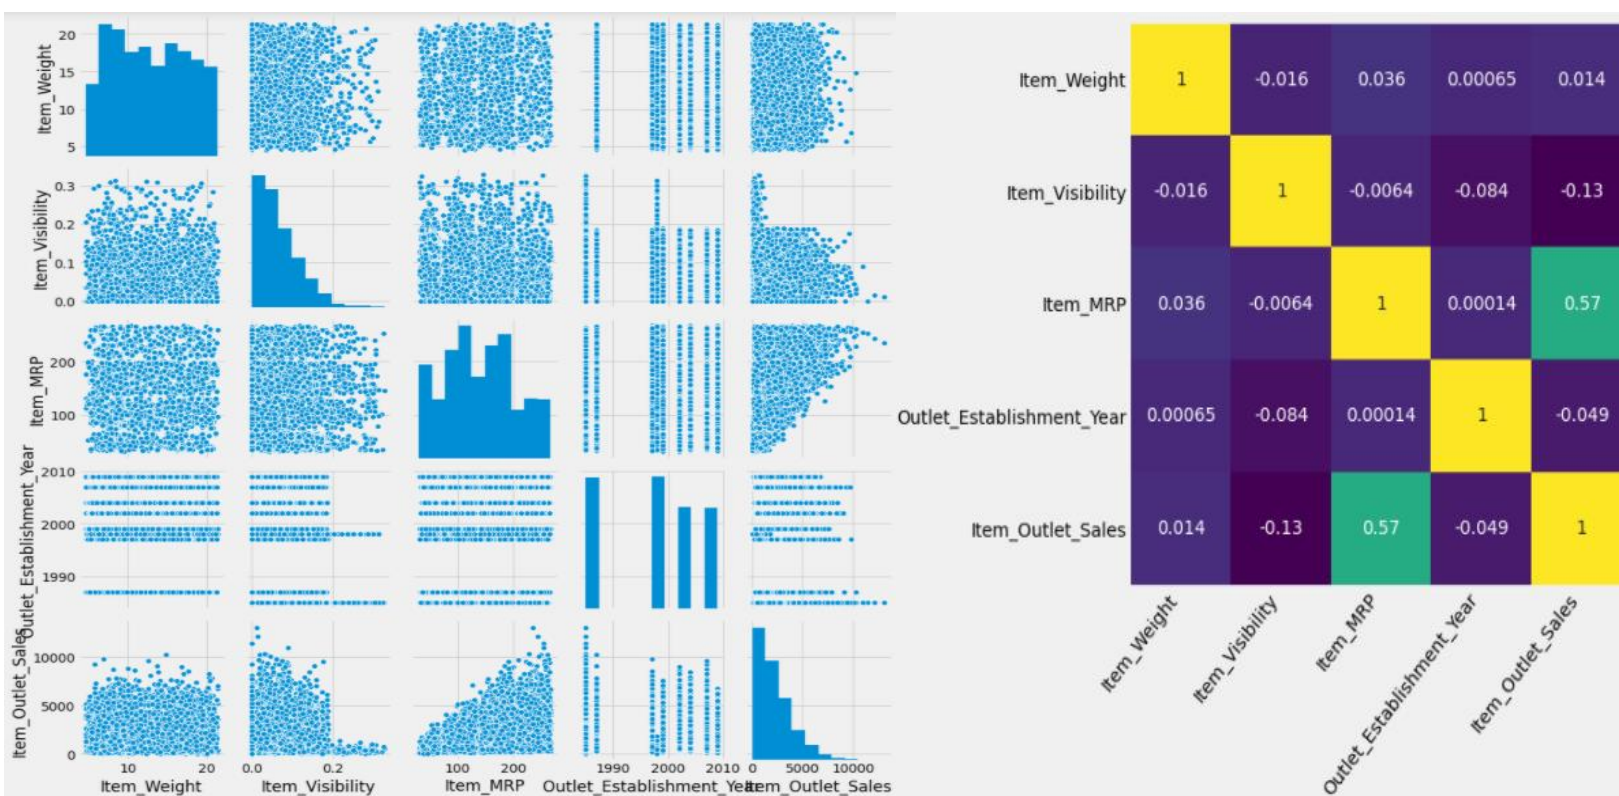 Item_Weight
20
15
10
5
Item_Visibility
0.3
0.2
0.1
0.0
Item_MRP
200
100
Outlet_Establishment_Year
2010
2000
1990
Item_Outlet_Sales
10000
5000
0
10 20 0.0 0.2 100 200 1990 2000 2010 0 5000 10000
Item_Weight Item_Visibility Item_MRP Outlet_Establishment_Year Item_Outlet_Sales
Item_Weight 1 -0.016 0.036 0.00065 0.014
Item_Visibility -0.016 1 -0.0064 -0.084 -0.13
Item_MRP 0.036 -0.0064 1 0.00014 0.57
Outlet_Establishment_Year 0.00065 -0.084 0.00014 1 -0.049
Item_Outlet_Sales 0.014 -0.13 0.57 -0.049 1
Item_Weight
Item_Visibility
Item_MRP
Outlet_Establishment_Year
Item_Outlet_Sales